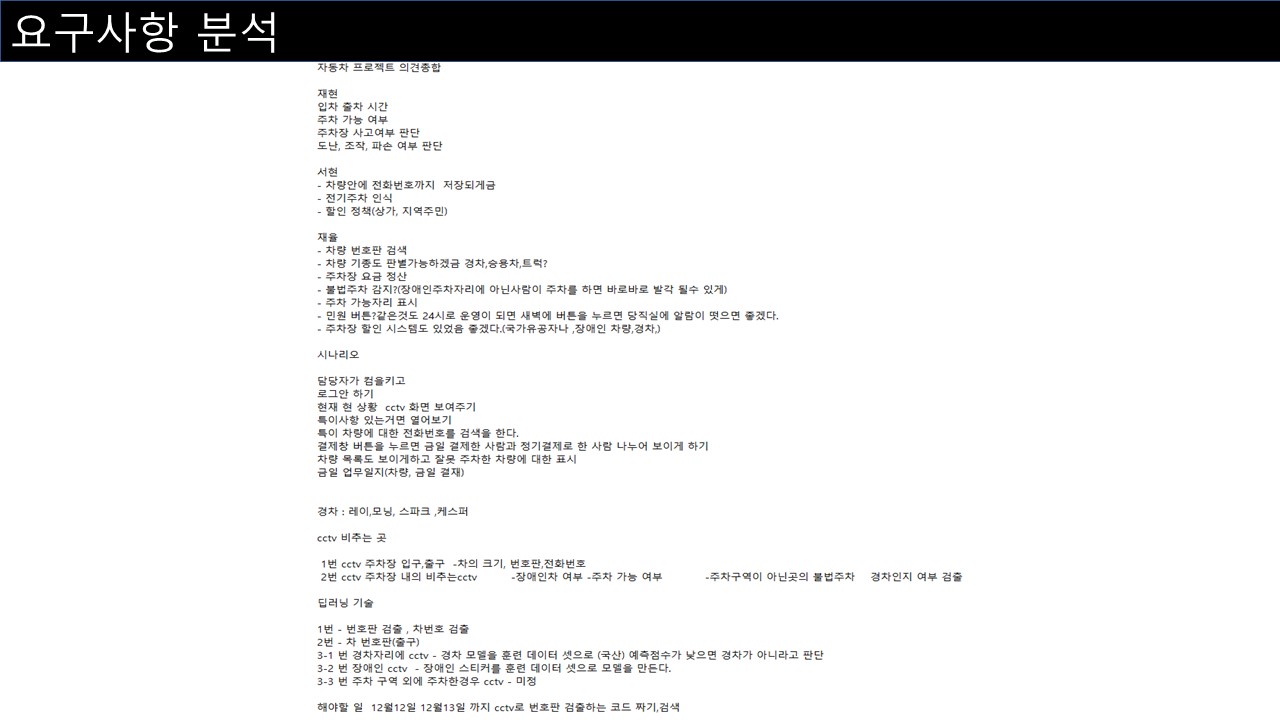 요구사항 분석
자동차 프로젝트 의견종합
재현
입차 출차 시간
주차 가능 여부
주차장 사고여부 판단
도난, 조작, 파손 여부 판단
서현
- 차량안에 전화번호까지  저장되게금
- 전기주차 인식
- 할인 정책(상가, 지역주민)
재율
- 차량 번호판 검색
- 차량 기종도 판별가능하겠금 경차,승용차,트럭?
- 주차장 요금 정산
- 불법주차 감지?(장애인주차자리에 아닌사람이 주차를 하면 바로바로 발각 될수 있게)
- 주차 가능자리 표시
- 민원 버튼?같은것도 24시로 운영이 되면 새벽에 버튼을 누르면 당직실에 알람이 떳으면 좋겠다.
- 주차장 할인 시스템도 있었음 좋겠다.(국가유공자나 ,장애인 차량,경차,)
시나리오
담당자가 컴을키고
로그안 하기
현재 현 상황  cctv 화면 보여주기
특이사항 있는거면 열어보기
특이 차량에 대한 전화번호를 검색을 한다.
결제창 버튼을 누르면 금일 결제한 사람과 정기결제로 한 사람 나누어 보이게 하기
차량 목록도 보이게하고 잘못 주차한 차량에 대한 표시
금일 업무일지(차량, 금일 결재)
경차 : 레이,모닝, 스파크 ,케스퍼
cctv 비추는 곳
1번 cctv 주차장 입구,출구  -차의 크기, 번호판,전화번호
2번 cctv 주차장 내의 비추는cctv -장애인차 여부 -주차 가능 여부 -주차구역이 아닌곳의 불법주차 경차인지 여부 검출
딥러닝 기술
1번 - 번호판 검출 , 차번호 검출
2번 - 차 번호판(출구)
3-1 번 경차자리에 cctv - 경차 모델을 훈련 데이터 셋으로 (국산) 예측점수가 낮으면 경차가 아니라고 판단
3-2 번 장애인 cctv  - 장애인 스티커를 훈련 데이터 셋으로 모델을 만든다.
3-3 번 주차 구역 외에 주차한경우 cctv - 미정
해야할 일  12월12일 12월13일 까지 cctv로 번호판 검출하는 코드 짜기,검색